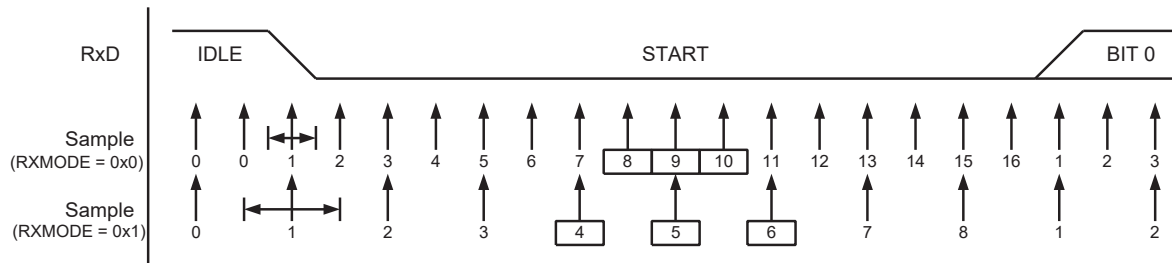 RxD IDLE START BIT 0
Sample
(RXMODE = 0x0) 0 0 1 2 3 4 5 6 7 8 9 10 11 12 13 14 15 16 1 2 3
Sample
(RXMODE = 0x1) 0 1 2 3 4 5 6 7 8 1 2